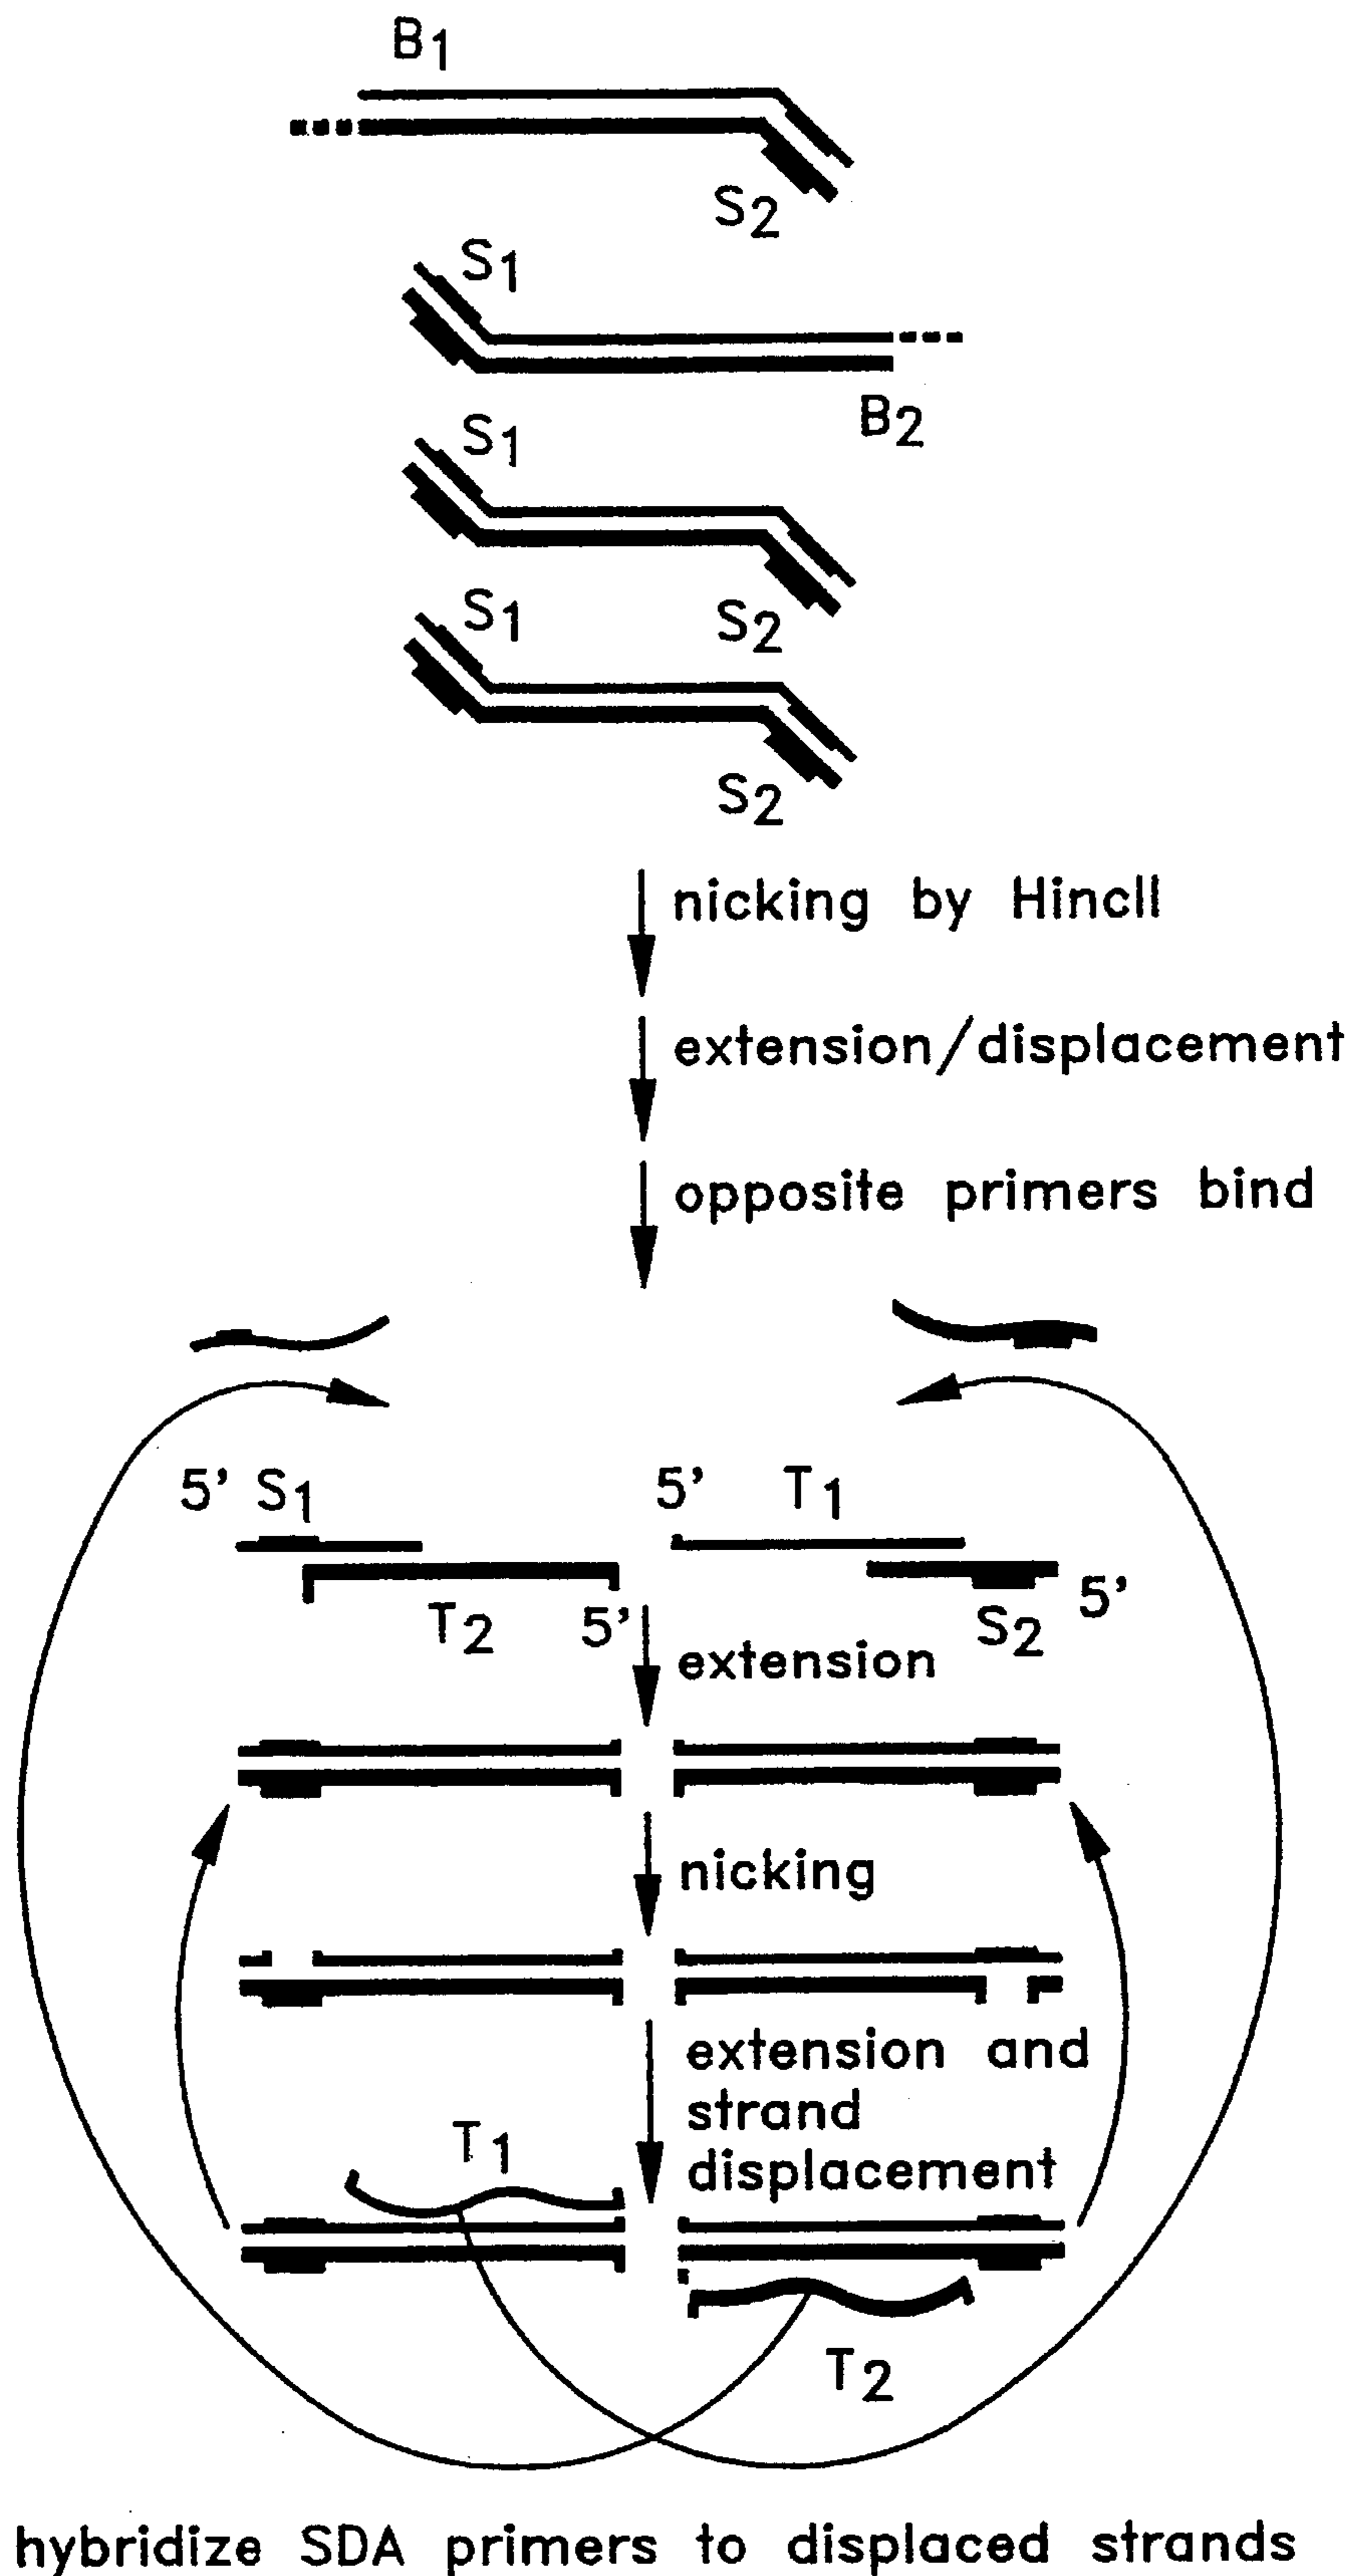 B1
S2
S1
B2
S1
S2
S1
S2
nicking by HincII
extension/displacement
opposite primers bind
5' S1
5' T1
T2 5'
S2 5'
extension
nicking
extension and
strand
displacement
T1
T2
hybridize SDA primers to displaced strands